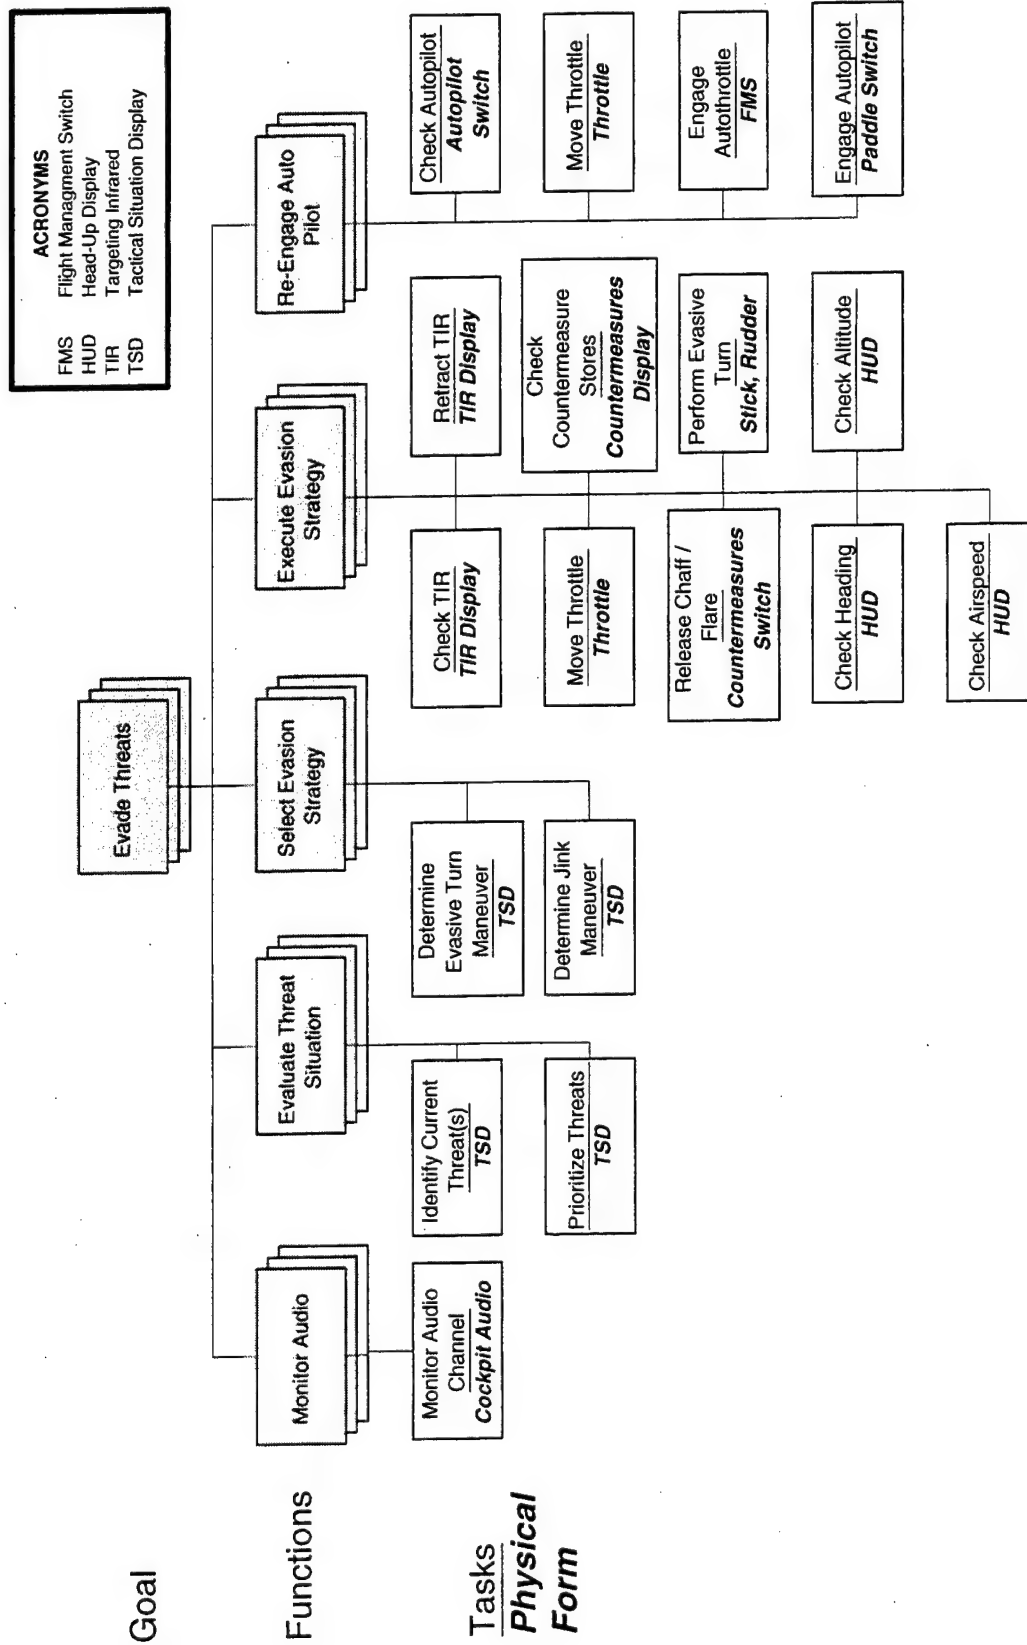 ACRONYMS
FMS Flight Managment Switch
HUD Head-Up Display
TIR Targeting Infrared
TSD Tactical Situation Display
Goal
Evade Threats
Functions
Monitor Audio
Evaluate Threat
Situation
Select Evasion
Strategy
Execute Evasion
Strategy
Re-Engage Auto
Pilot
Tasks
Physical
Form
Monitor Audio
Channel
Cockpit Audio
Identify Current
Threat(s)
TSD
Prioritize Threats
TSD
Determine
Evasive Turn
Maneuver
TSD
Determine Jink
Maneuver
TSD
Check TIR
TIR Display
Retract TIR
TIR Display
Move Throttle
Throttle
Check
Countermeasure
Stores
Countermeasures
Display
Release Chaff /
Flare
Countermeasures
Switch
Perform Evasive
Turn
Stick, Rudder
Check Heading
HUD
Check Altitude
HUD
Check Airspeed
HUD
Check Autopilot
Autopilot
Switch
Move Throttle
Throttle
Engage
Autothrottle
FMS
Engage Autopilot
Paddle Switch